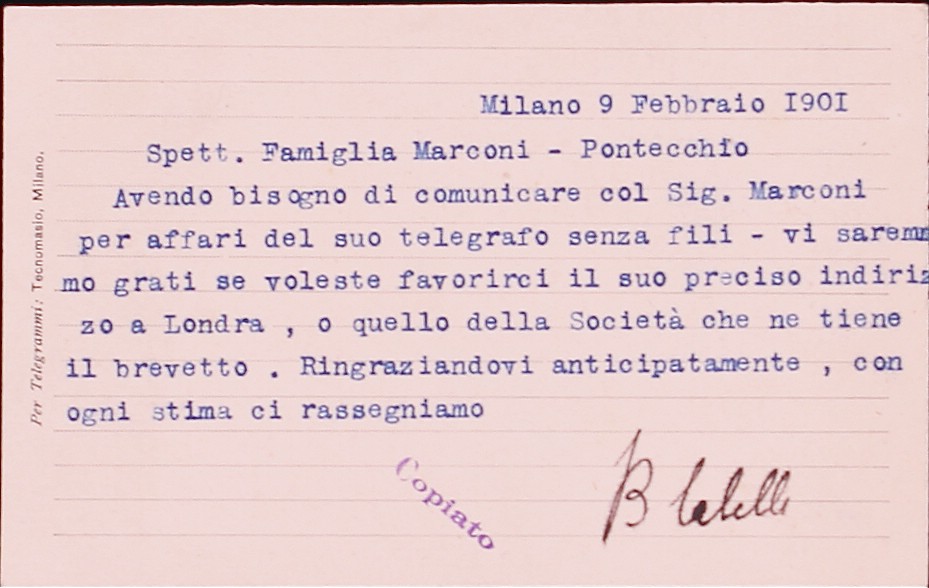 Milano 9 Febbraio I90I
Spett. Famiglia Marconi - Pontecchio
Avendo bisogno di comunicare col Sig. Marconi
per affari del suo telegrafo senza fili - vi sarem
mo grati se voleste favorirci il suo preciso indiriz
zo a Londra , o quello della Società che ne tiene
il brevetto . Ringraziandovi anticipatamente , con
ogni stima ci rassegniamo
Copiato
B
Per Telegrammi: Tecnomasio, Milano.